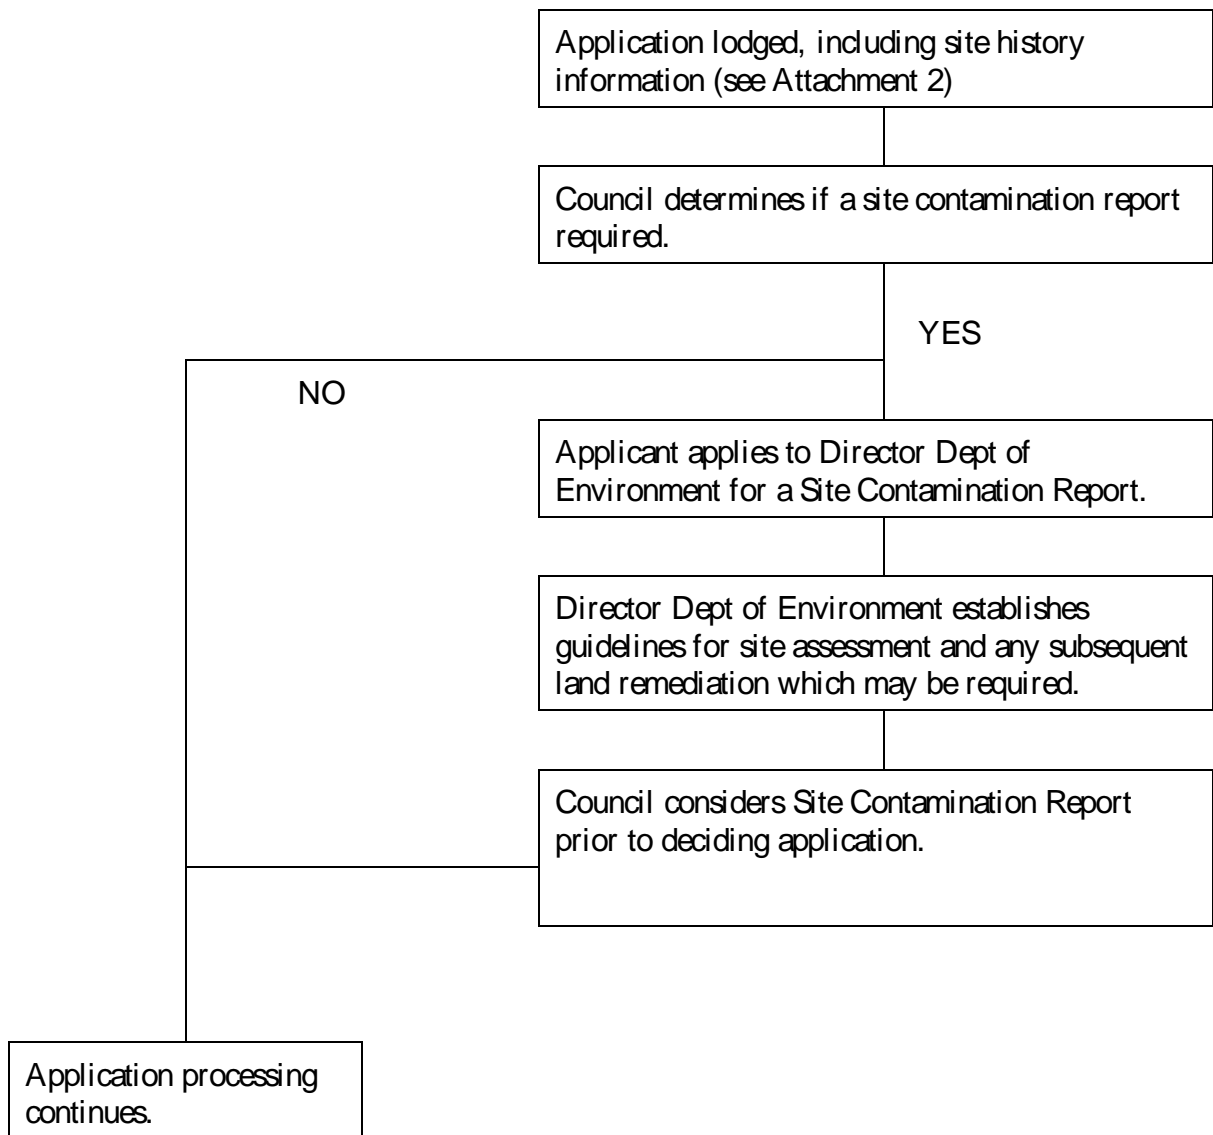 Application lodged, including site history
information (see Attachment 2)
Council determines if a site contamination report
required.
YES
NO
Applicant applies to Director Dept of
Environment for a Site Contamination Report.
Director Dept of Environment establishes
guidelines for site assessment and any subsequent
land remediation which may be required.
Council considers Site Contamination Report
prior to deciding application.
Application processing
continues.